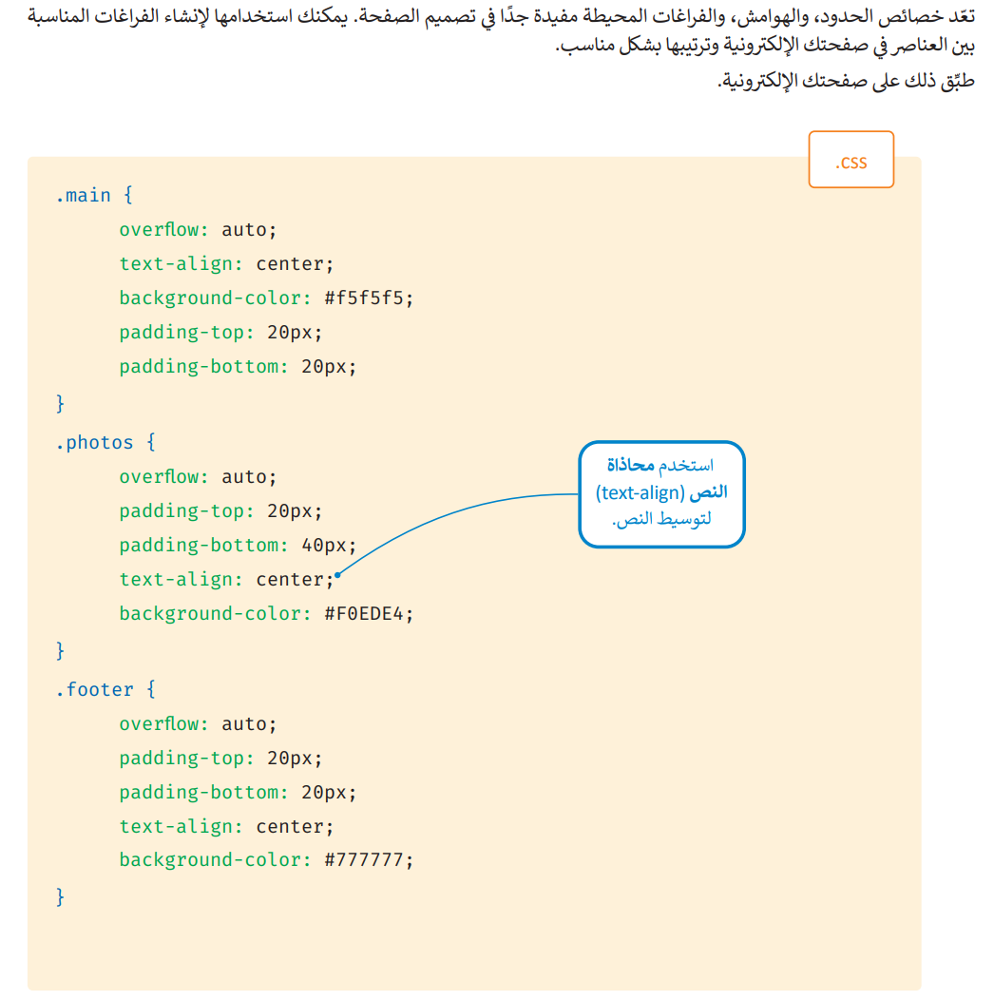 تعّد خصائص الحدود، والهوامش، والفراغات المحيطة مفيدة جدًا في تصميم الصفحة. يمكنك استخدامها لإنشاء الفراغات المناسبة
بين العناصر في صفحتك الإلكترونية وترتيبها بشكل مناسب.
طبِّق ذلك على صفحتك الإلكترونية.
.css
.main {
overflow: auto;
text-align: center;
background-color: #f5f5f5;
padding-top: 20px;
padding-bottom: 20px;
}
.photos {
overflow: auto;
padding-top: 20px;
padding-bottom: 40px;
text-align: center;
background-color: #F0EDE4;
}
استخدم محاذاة
النص (text-align)
لتوسيط النص.
.footer {
overflow: auto;
padding-top: 20px;
padding-bottom: 20px;
text-align: center;
background-color: #777777;
}